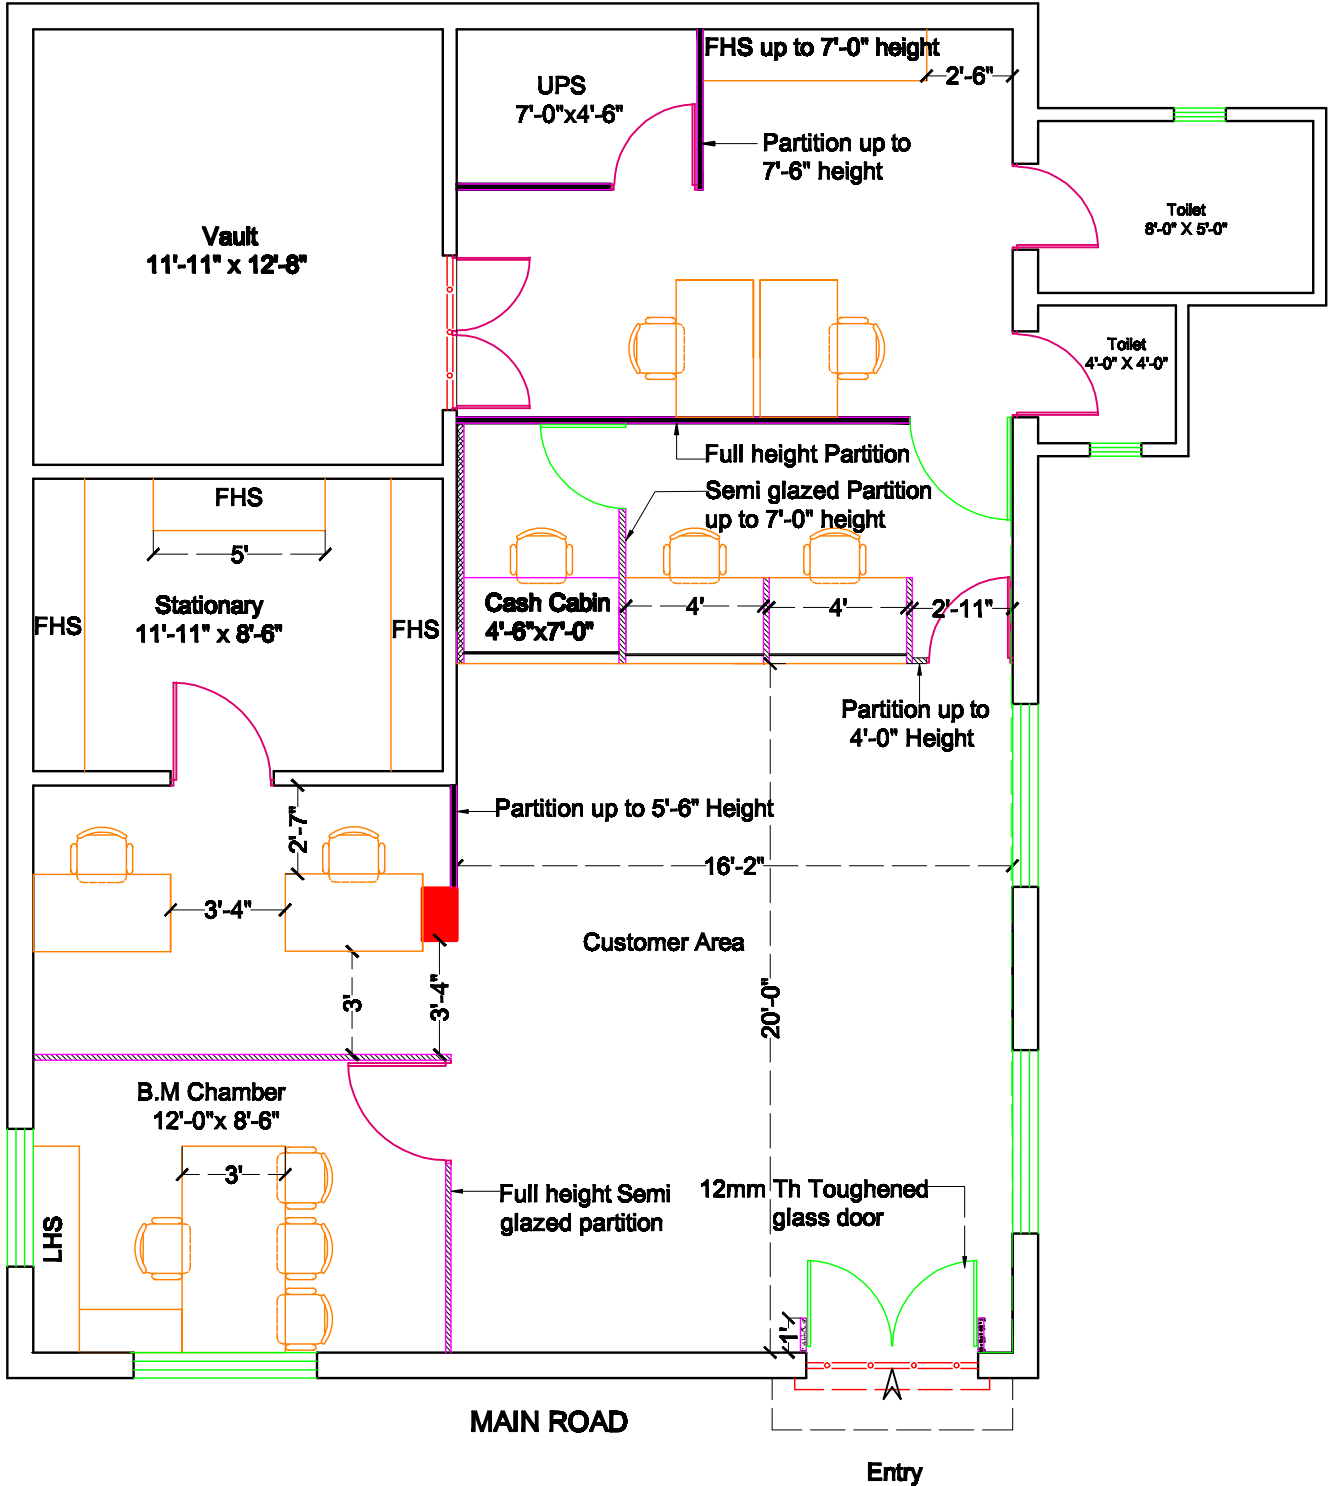 FHS up to 7'-0" height
2'-6"
UPS
7'-0"x4'-6"
Partition up to
7'-6" height
Toilet
8'-0" X 5'-0"
Vault
11'-11" x 12'-8"
Toilet
4'-0" X 4'-0"
Full height Partition
Semi glazed Partition
up to 7'-0" height
FHS
5'
Stationary
11'-11" x 8'-6"
FHS
FHS
Cash Cabin
4'-6"x7'-0"
4'
4'
2'-11"
Partition up to
4'-0" Height
Partition up to 5'-6" Height
2'-7"
16'-2"
3'-4"
Customer Area
3'
3'-4"
20'-0"
B.M Chamber
12'-0"x 8'-6"
3'
Full height Semi
glazed partition
12mm Th Toughened
glass door
LHS
1'
MAIN ROAD
Entry